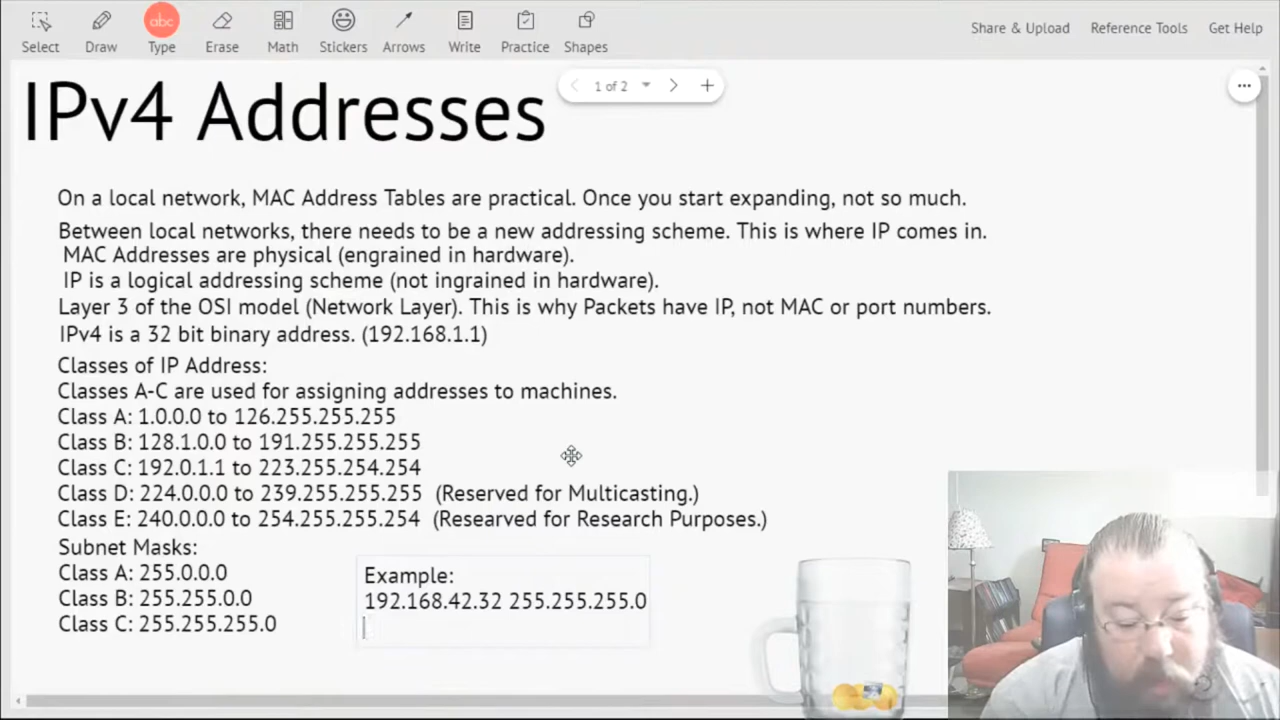 Select
Draw
abc
Type
Erase
Math
Stickers
Arrows
Write
Practice
Shapes
Share & Upload
Reference Tools
Get Help
1 of 2
IPv4 Addresses
On a local network, MAC Address Tables are practical. Once you start expanding, not so much.
Between local networks, there needs to be a new addressing scheme. This is where IP comes in.
MAC Addresses are physical (engrained in hardware).
IP is a logical addressing scheme (not ingrained in hardware).
Layer 3 of the OSI model (Network Layer). This is why Packets have IP, not MAC or port numbers.
IPv4 is a 32 bit binary address. (192.168.1.1)
Classes of IP Address:
Classes A-C are used for assigning addresses to machines.
Class A: 1.0.0.0 to 126.255.255.255
Class B: 128.1.0.0 to 191.255.255.255
Class C: 192.0.1.1 to 223.255.254.254
Class D: 224.0.0.0 to 239.255.255.255 (Reserved for Multicasting.)
Class E: 240.0.0.0 to 254.255.255.254 (Researved for Research Purposes.)
Subnet Masks:
Class A: 255.0.0.0
Class B: 255.255.0.0
Class C: 255.255.255.0
Example:
192.168.42.32 255.255.255.0